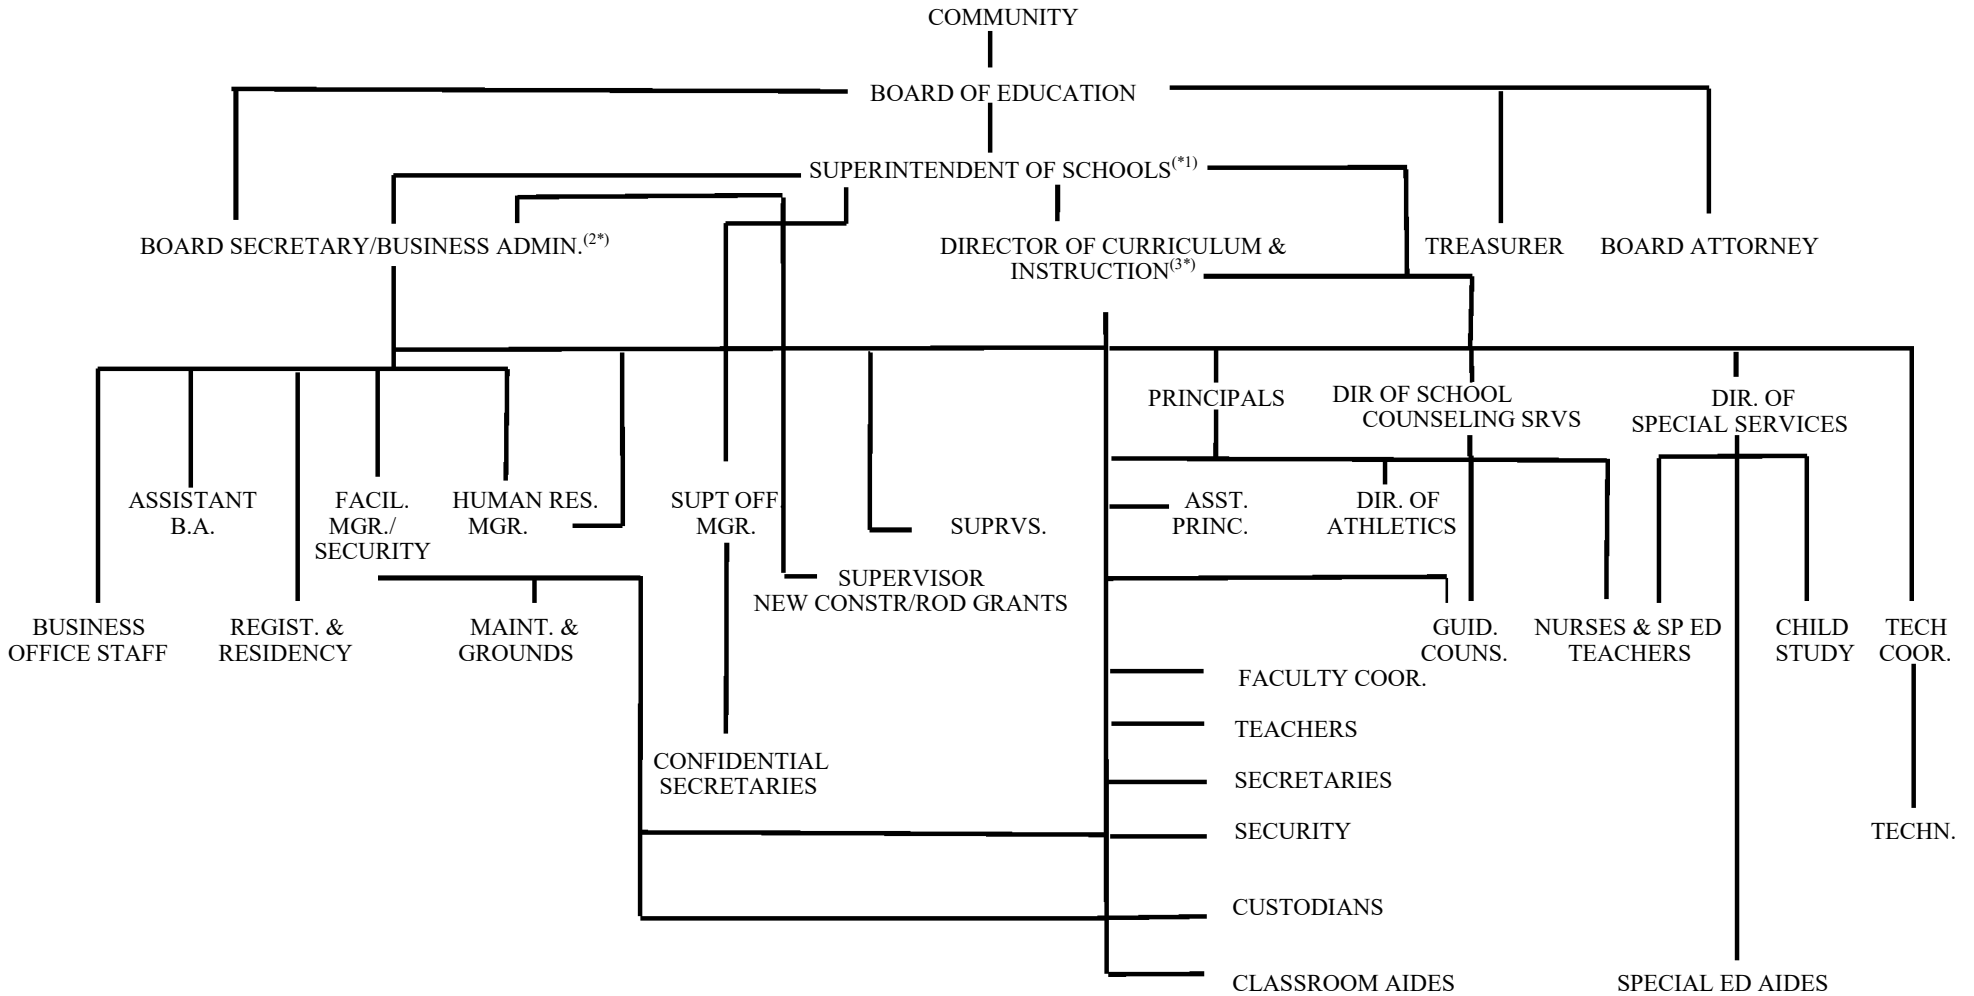 COMMUNITY
BOARD OF EDUCATION
SUPERINTENDENT OF SCHOOLS(*1)
BOARD SECRETARY/BUSINESS ADMIN.(2*)
DIRECTOR OF CURRICULUM &
INSTRUCTION(3*)
TREASURER
BOARD ATTORNEY
PRINCIPALS
DIR OF SCHOOL
COUNSELING SRVS
DIR. OF
SPECIAL SERVICES
ASSISTANT
B.A.
FACIL.
MGR./
SECURITY
HUMAN RES.
MGR.
SUPT OFF.
MGR.
SUPRVS.
ASST.
PRINC.
DIR. OF
ATHLETICS
SUPERVISOR
NEW CONSTR/ROD GRANTS
BUSINESS
OFFICE STAFF
REGIST. &
RESIDENCY
MAINT. &
GROUNDS
GUID.
COUNS.
NURSES & SP ED
TEACHERS
CHILD
STUDY
TECH
COOR.
FACULTY COOR.
TEACHERS
CONFIDENTIAL
SECRETARIES
SECRETARIES
SECURITY
TECHN.
CUSTODIANS
CLASSROOM AIDES
SPECIAL ED AIDES